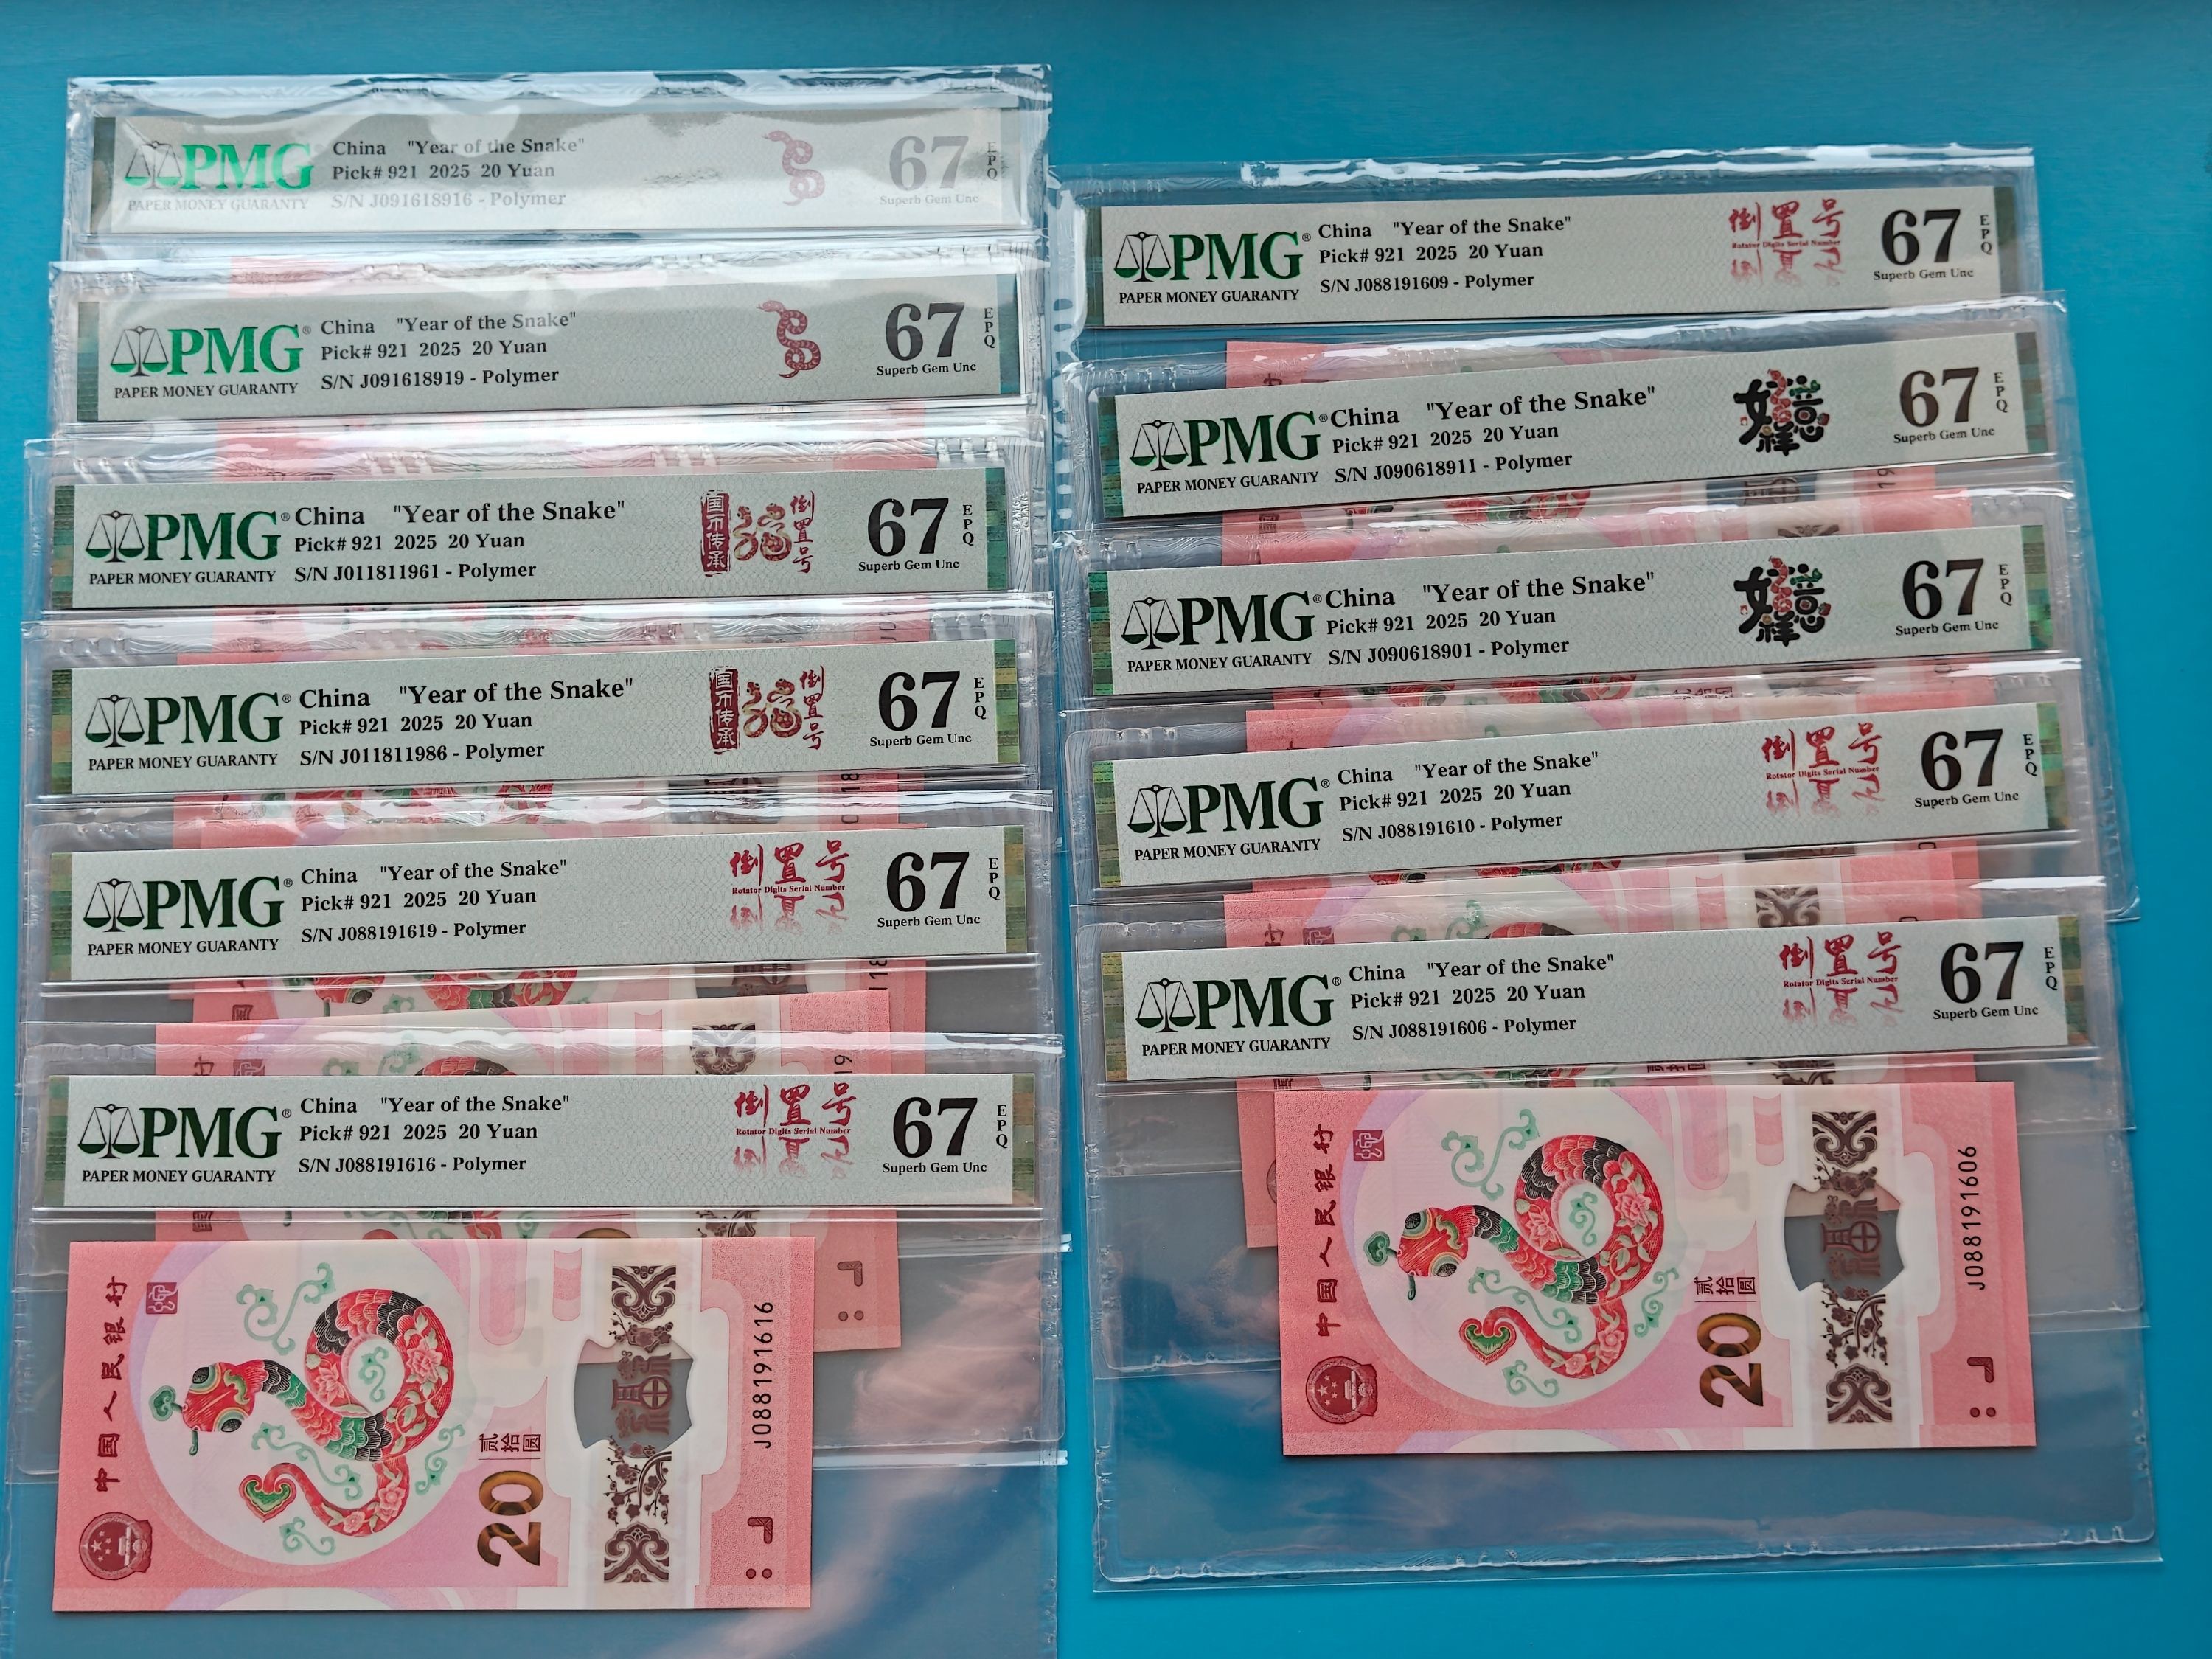 PMG
PAPER MONEY GUARANTY
China "Year of the Snake"
Pick# 921 2025 20 Yuan
S/N J091618916 - Polymer
67
EPQ
Superb Gem Unc
PMG®
PAPER MONEY GUARANTY
China "Year of the Snake"
Pick# 921 2025 20 Yuan
S/N J091618919 - Polymer
67
EPQ
Superb Gem Unc
PMG®
PAPER MONEY GUARANTY
China "Year of the Snake"
Pick# 921 2025 20 Yuan
S/N J011811961 - Polymer
国币传承
倒置号
67
EPQ
Superb Gem Unc
PMG®
PAPER MONEY GUARANTY
China "Year of the Snake"
Pick# 921 2025 20 Yuan
S/N J011811986 - Polymer
国币传承
倒置号
67
EPQ
Superb Gem Unc
PMG®
PAPER MONEY GUARANTY
China "Year of the Snake"
Pick# 921 2025 20 Yuan
S/N J088191619 - Polymer
倒置号
Rotator Digits Serial Number
67
EPQ
Superb Gem Unc
PMG®
PAPER MONEY GUARANTY
China "Year of the Snake"
Pick# 921 2025 20 Yuan
S/N J088191616 - Polymer
倒置号
Rotator Digits Serial Number
67
EPQ
Superb Gem Unc
中国人民银行
贰拾圆
20
J088191616
PMG®
PAPER MONEY GUARANTY
China "Year of the Snake"
Pick# 921 2025 20 Yuan
S/N J088191609 - Polymer
倒置号
Rotator Digits Serial Number
67
EPQ
Superb Gem Unc
PMG®
PAPER MONEY GUARANTY
China "Year of the Snake"
Pick# 921 2025 20 Yuan
S/N J090618911 - Polymer
67
EPQ
Superb Gem Unc
PMG®
PAPER MONEY GUARANTY
China "Year of the Snake"
Pick# 921 2025 20 Yuan
S/N J090618901 - Polymer
67
EPQ
Superb Gem Unc
PMG®
PAPER MONEY GUARANTY
China "Year of the Snake"
Pick# 921 2025 20 Yuan
S/N J088191610 - Polymer
倒置号
Rotator Digits Serial Number
67
EPQ
Superb Gem Unc
PMG®
PAPER MONEY GUARANTY
China "Year of the Snake"
Pick# 921 2025 20 Yuan
S/N J088191606 - Polymer
倒置号
Rotator Digits Serial Number
67
EPQ
Superb Gem Unc
中国人民银行
贰拾圆
20
J088191606